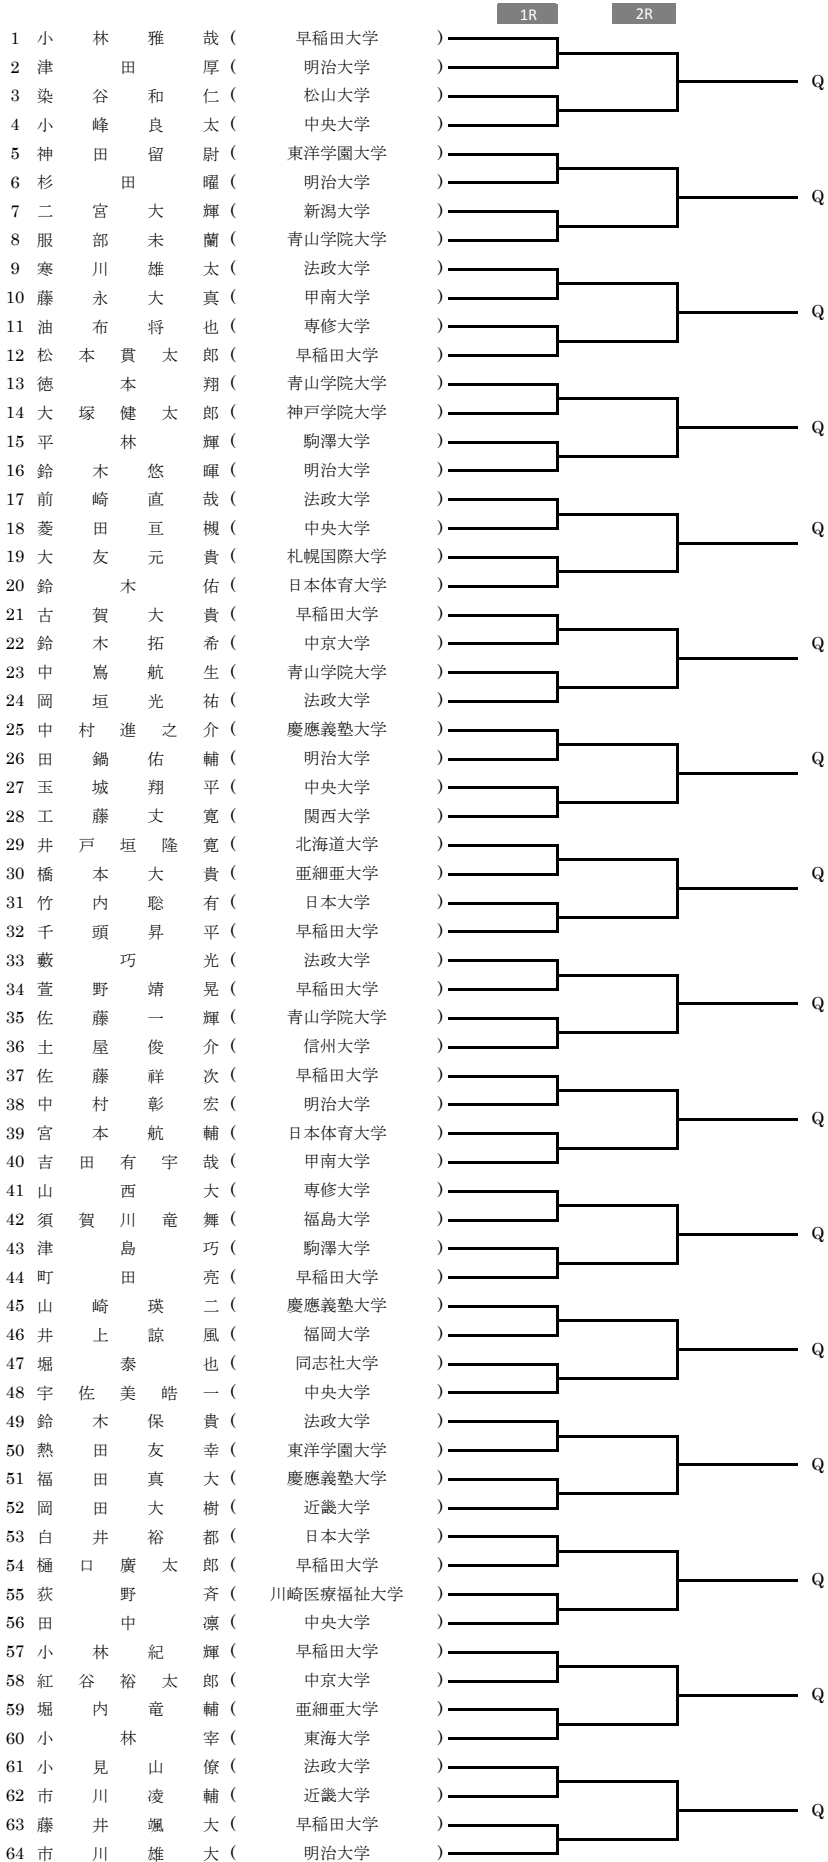 1R 2R
1 小林雅哉 ( 早稲田大学 )
2 津田厚 ( 明治大学 )
Q
3 染谷和仁 ( 松山大学 )
4 小峰良太 ( 中央大学 )
5 神田留尉 ( 東洋学園大学 )
6 杉田曜 ( 明治大学 )
Q
7 二宮大輝 ( 新潟大学 )
8 服部未蘭 ( 青山学院大学 )
9 寒川雄太 ( 法政大学 )
10 藤永大真 ( 甲南大学 )
Q
11 油布将也 ( 専修大学 )
12 松本貫太郎 ( 早稲田大学 )
13 徳本翔 ( 青山学院大学 )
14 大塚健太郎 ( 神戸学院大学 )
Q
15 平林輝 ( 駒澤大学 )
16 鈴木悠暉 ( 明治大学 )
17 前崎直哉 ( 法政大学 )
18 菱田亘槻 ( 中央大学 )
Q
19 大友元貴 ( 札幌国際大学 )
20 鈴木佑 ( 日本体育大学 )
21 古賀大貴 ( 早稲田大学 )
22 鈴木拓希 ( 中京大学 )
Q
23 中嶌航生 ( 青山学院大学 )
24 岡垣光祐 ( 法政大学 )
25 中村進之介 ( 慶應義塾大学 )
26 田鍋佑輔 ( 明治大学 )
Q
27 玉城翔平 ( 中央大学 )
28 工藤丈寛 ( 関西大学 )
29 井戸垣隆寛 ( 北海道大学 )
30 橋本大貴 ( 亜細亜大学 )
Q
31 竹内聡有 ( 日本大学 )
32 千頭昇平 ( 早稲田大学 )
33 藪巧光 ( 法政大学 )
34 萱野靖晃 ( 早稲田大学 )
Q
35 佐藤一輝 ( 青山学院大学 )
36 土屋俊介 ( 信州大学 )
37 佐藤祥次 ( 早稲田大学 )
38 中村彰宏 ( 明治大学 )
Q
39 宮本航輔 ( 日本体育大学 )
40 吉田有宇哉 ( 甲南大学 )
41 山西大 ( 専修大学 )
42 須賀川竜舞 ( 福島大学 )
Q
43 津島巧 ( 駒澤大学 )
44 町田亮 ( 早稲田大学 )
45 山崎瑛二 ( 慶應義塾大学 )
46 井上諒風 ( 福岡大学 )
Q
47 堀泰也 ( 同志社大学 )
48 宇佐美皓一 ( 中央大学 )
49 鈴木保貴 ( 法政大学 )
50 熱田友幸 ( 東洋学園大学 )
Q
51 福田真大 ( 慶應義塾大学 )
52 岡田大樹 ( 近畿大学 )
53 白井裕都 ( 日本大学 )
54 樋口廣太郎 ( 早稲田大学 )
Q
55 荻野斉 ( 川崎医療福祉大学 )
56 田中凛 ( 中央大学 )
57 小林紀輝 ( 早稲田大学 )
58 紅谷裕太郎 ( 中京大学 )
Q
59 堀内竜輔 ( 亜細亜大学 )
60 小林宰 ( 東海大学 )
61 小見山僚 ( 法政大学 )
62 市川凌輔 ( 近畿大学 )
Q
63 藤井颯大 ( 早稲田大学 )
64 市川雄大 ( 明治大学 )